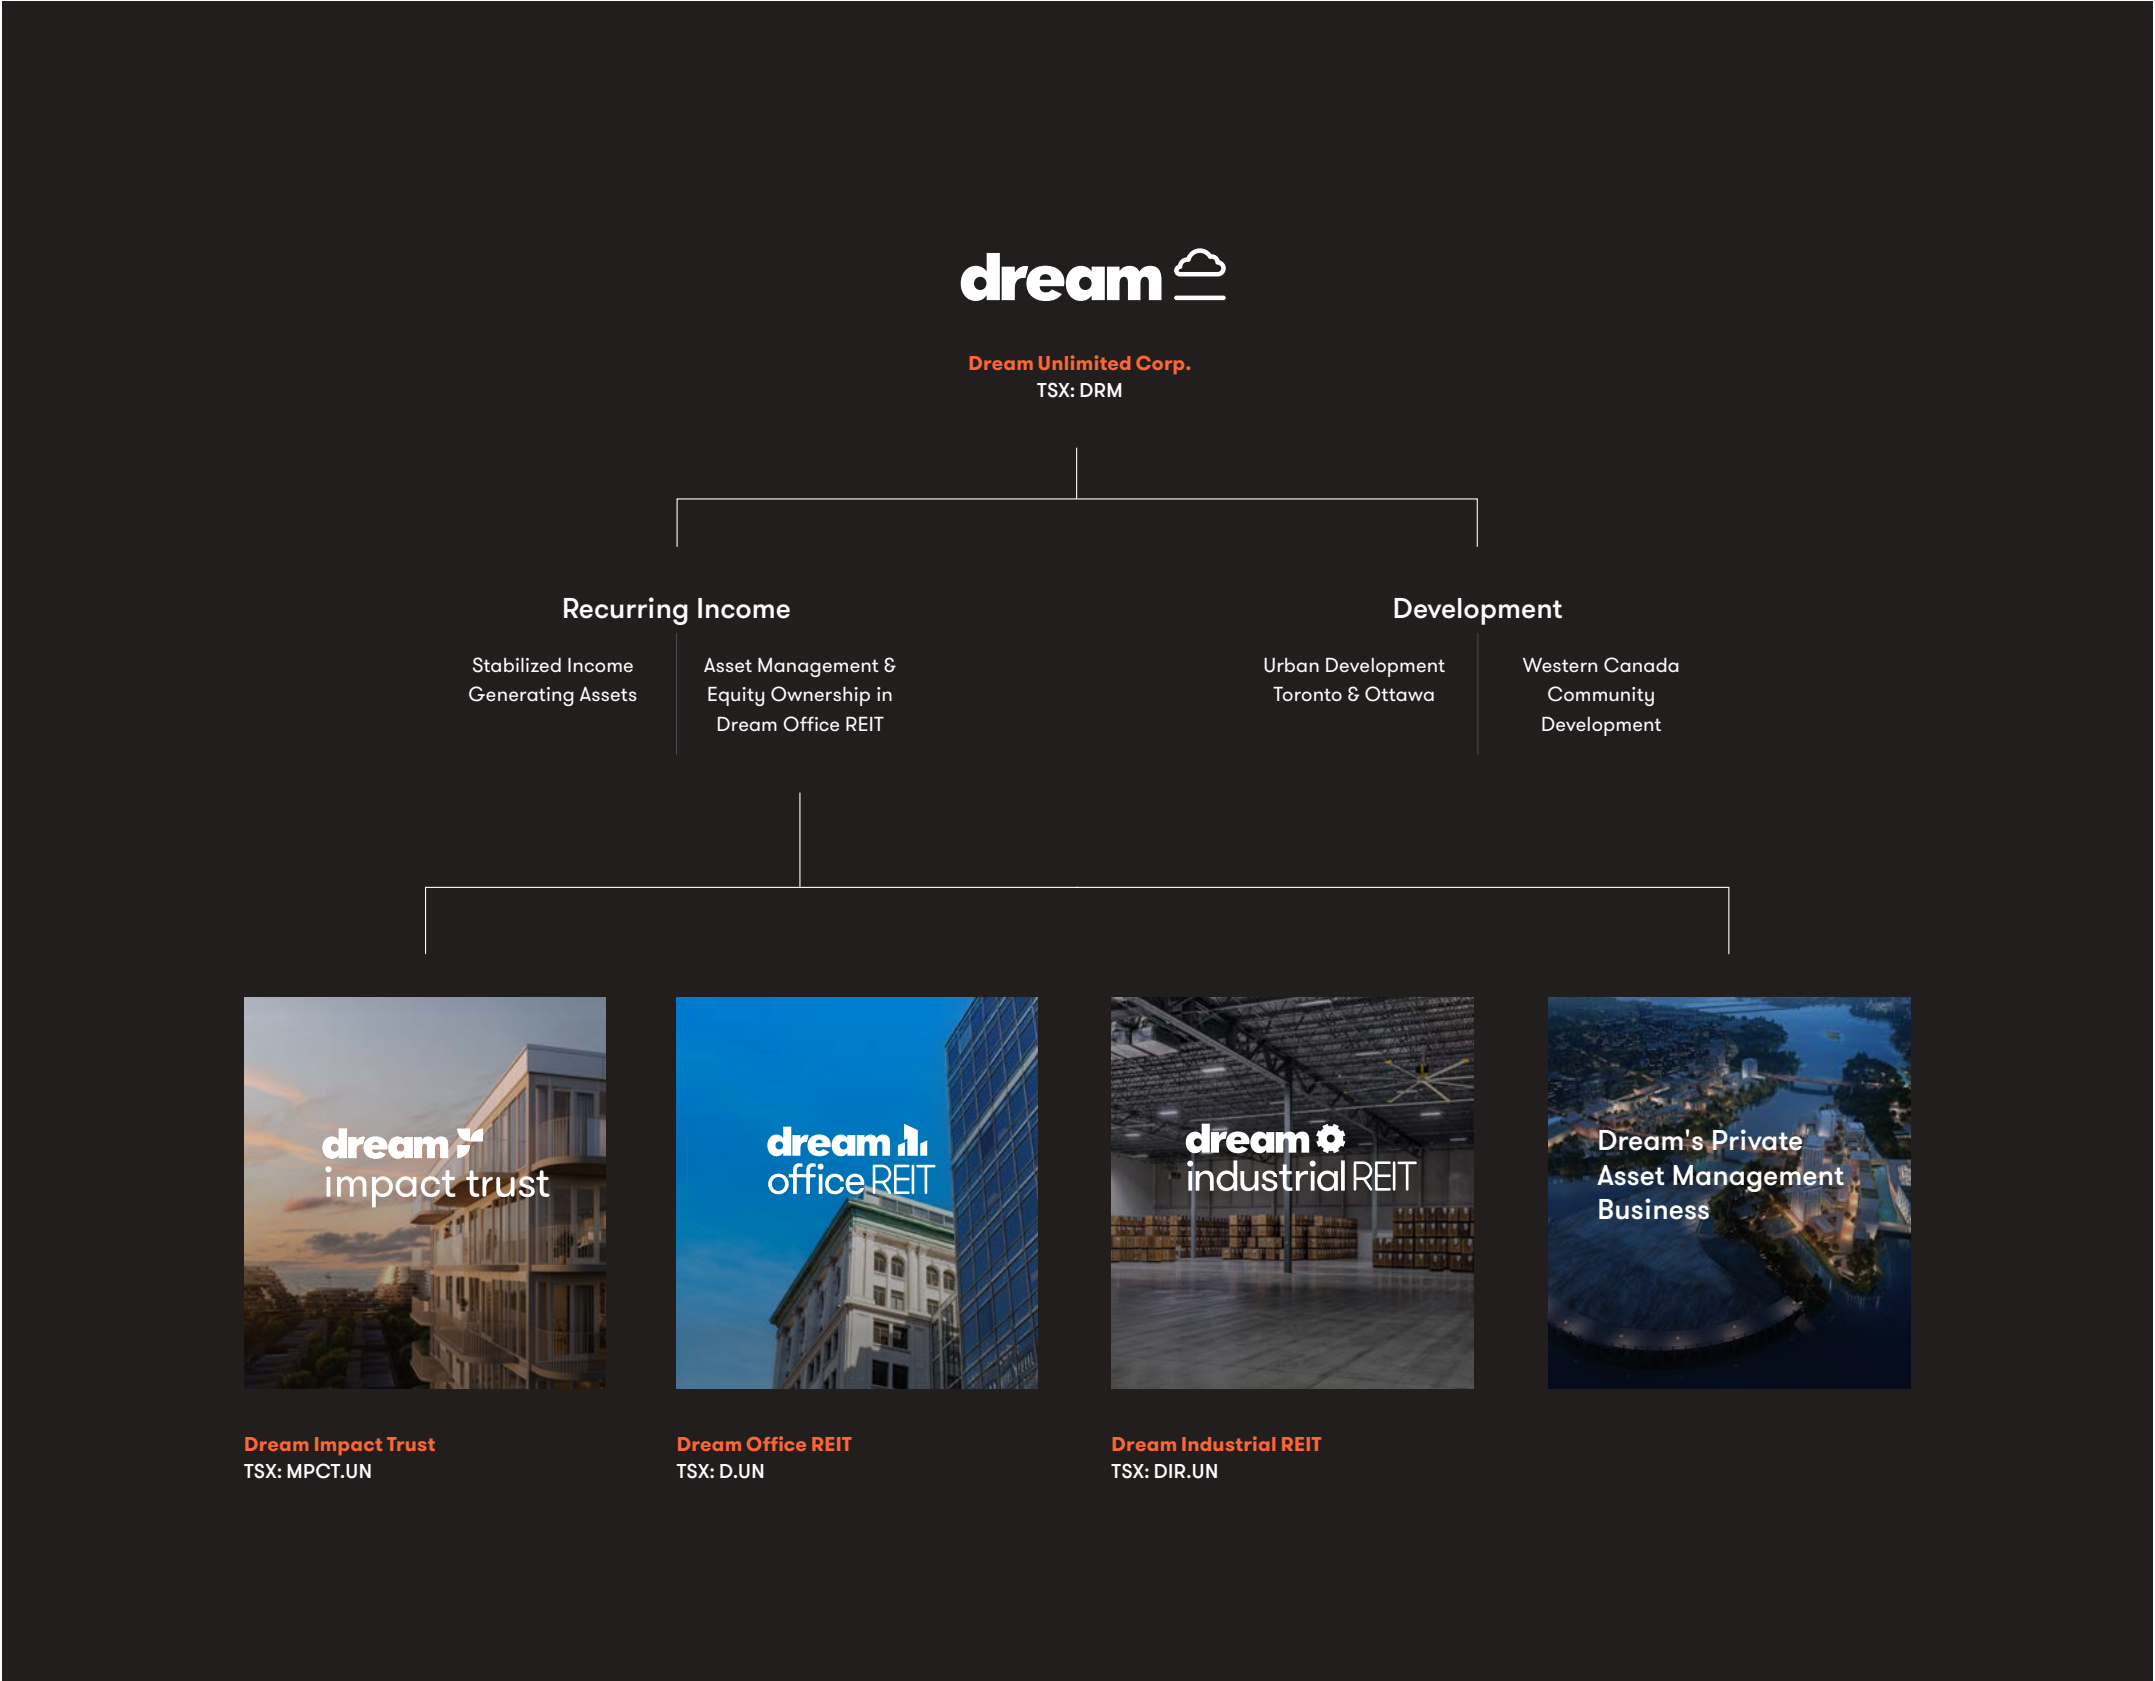 dream
Dream Unlimited Corp.
TSX: DRM
Recurring Income
Stabilized Income
Generating Assets
Asset Management &
Equity Ownership in
Dream Office REIT
Development
Urban Development
Toronto & Ottawa
Western Canada
Community
Development
dream
impact trust
dream
office REIT
dream
industrial REIT
Dream's Private
Asset Management
Business
Dream Impact Trust
TSX: MPCT.UN
Dream Office REIT
TSX: D.UN
Dream Industrial REIT
TSX: DIR.UN